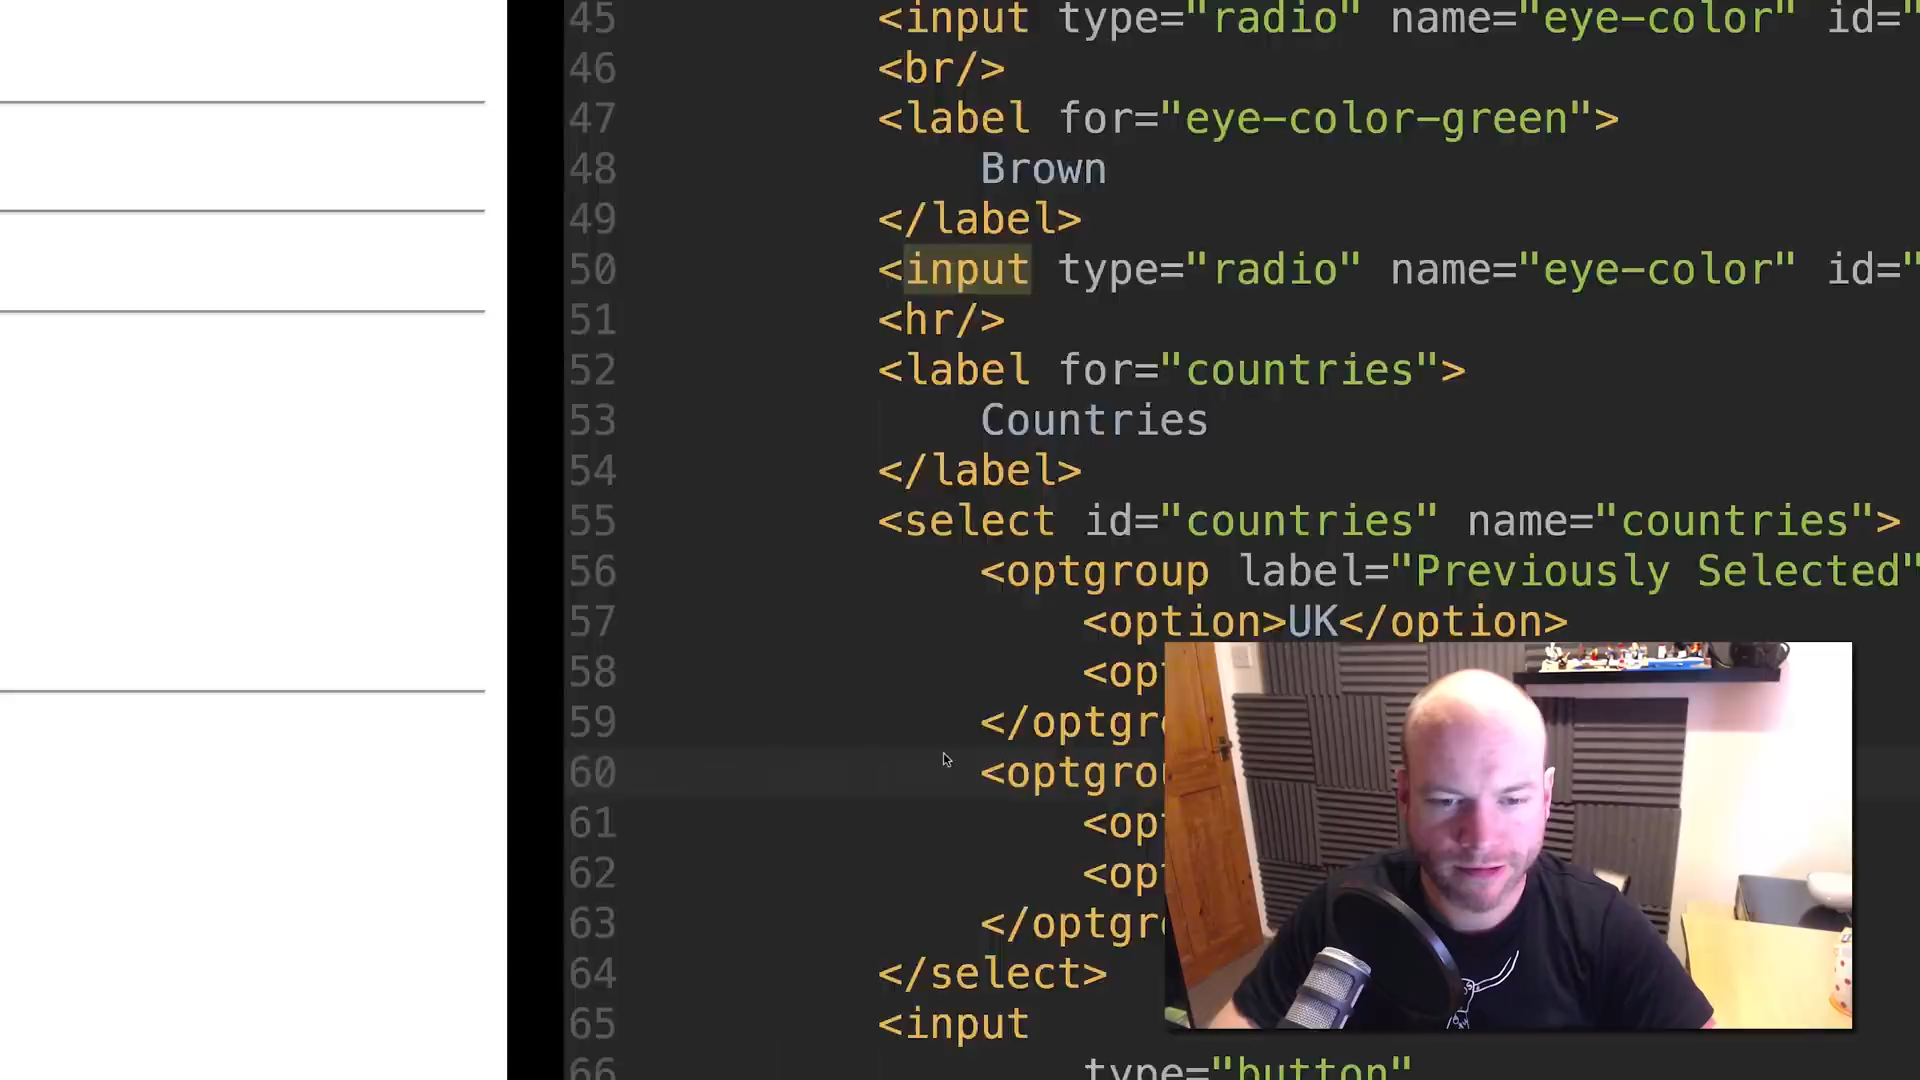 45 <input type="radio" name="eye-color" id="
46 <br/>
47 <label for="eye-color-green">
48 Brown
49 </label>
50 <input type="radio" name="eye-color" id="
51 <hr/>
52 <label for="countries">
53 Countries
54 </label>
55 <select id="countries" name="countries">
56 <optgroup label="Previously Selected"
57 <option>UK</option>
58 <op
59 </optgr
60 <optgrou
61 <op
62 <op
63 </optgr
64 </select>
65 <input
66 type="button"